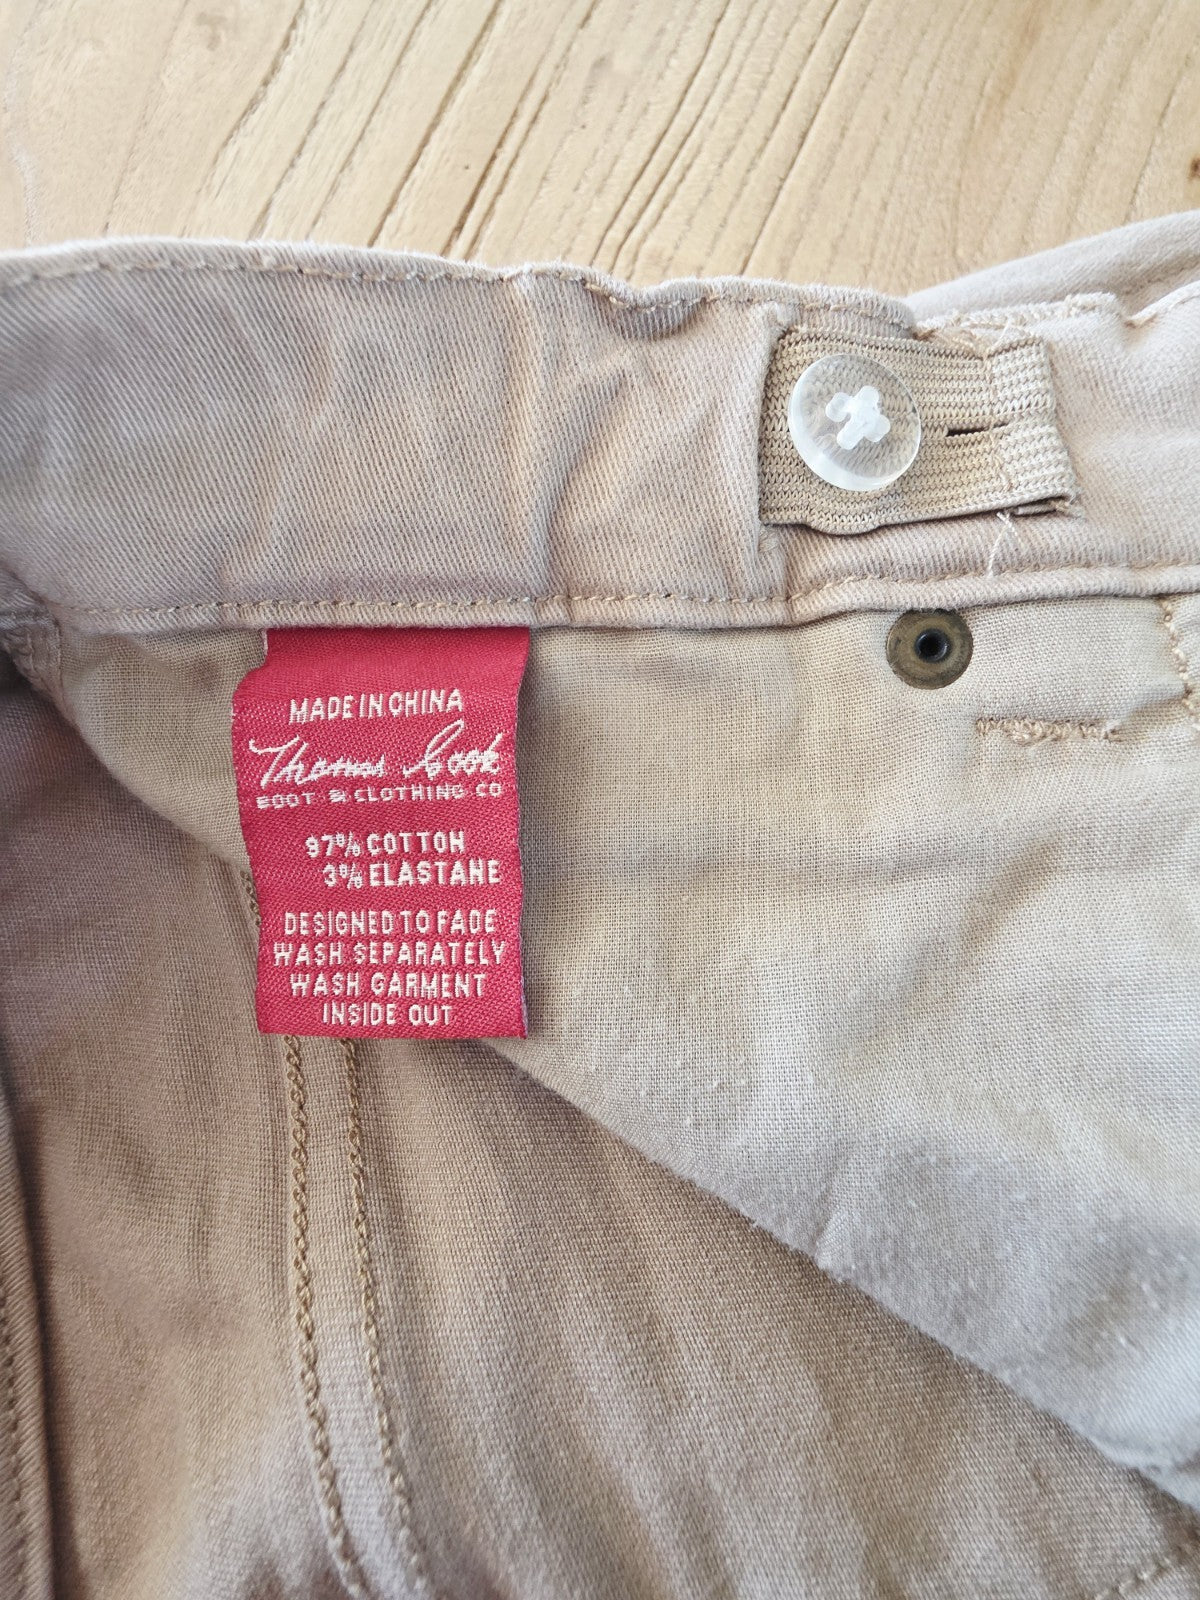 MADE IN CHINA
Thomas Cook
BOOT & CLOTHING CO
97% COTTON
3% ELASTANE
DESIGNED TO FADE
WASH SEPARATELY
WASH GARMENT
INSIDE OUT